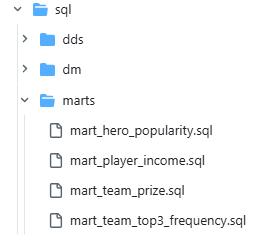 sql
dds
dm
marts
mart_hero_popularity.sql
mart_player_income.sql
mart_team_prize.sql
mart_team_top3_frequency.sql